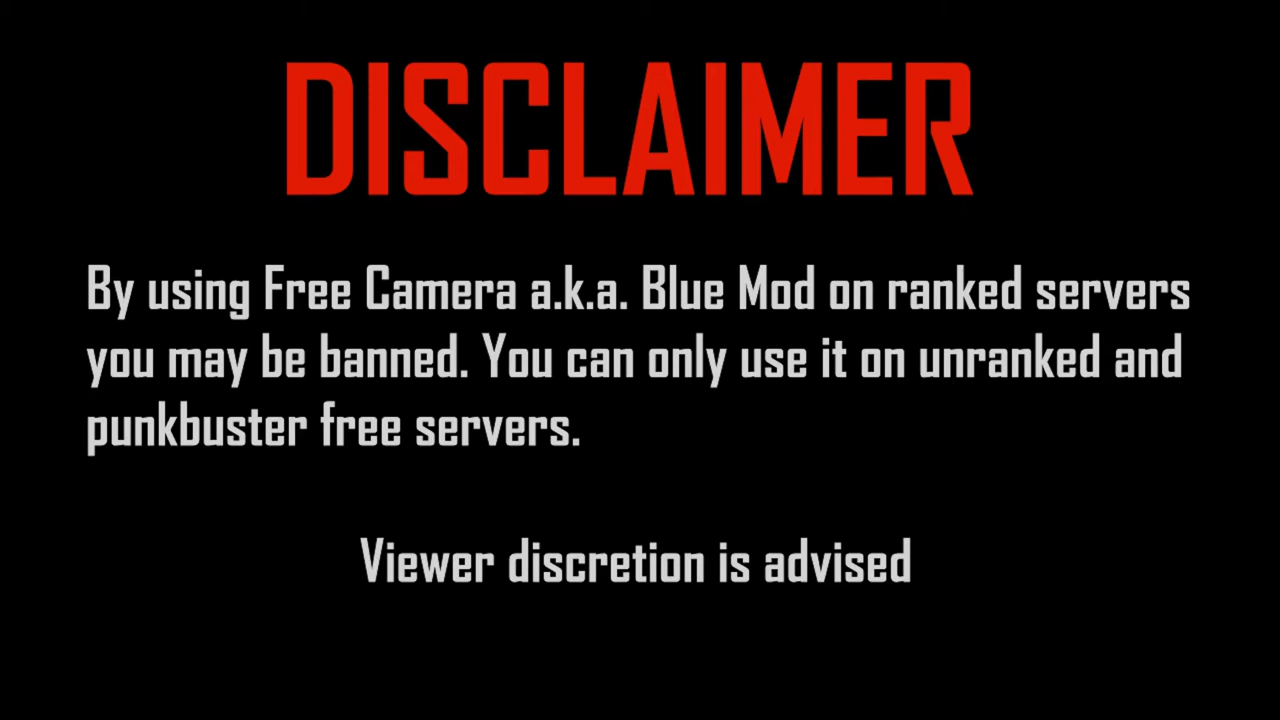 DISCLAIMER
By using Free Camera a.k.a. Blue Mod on ranked servers
you may be banned. You can only use it on unranked and
punkbuster free servers.
Viewer discretion is advised